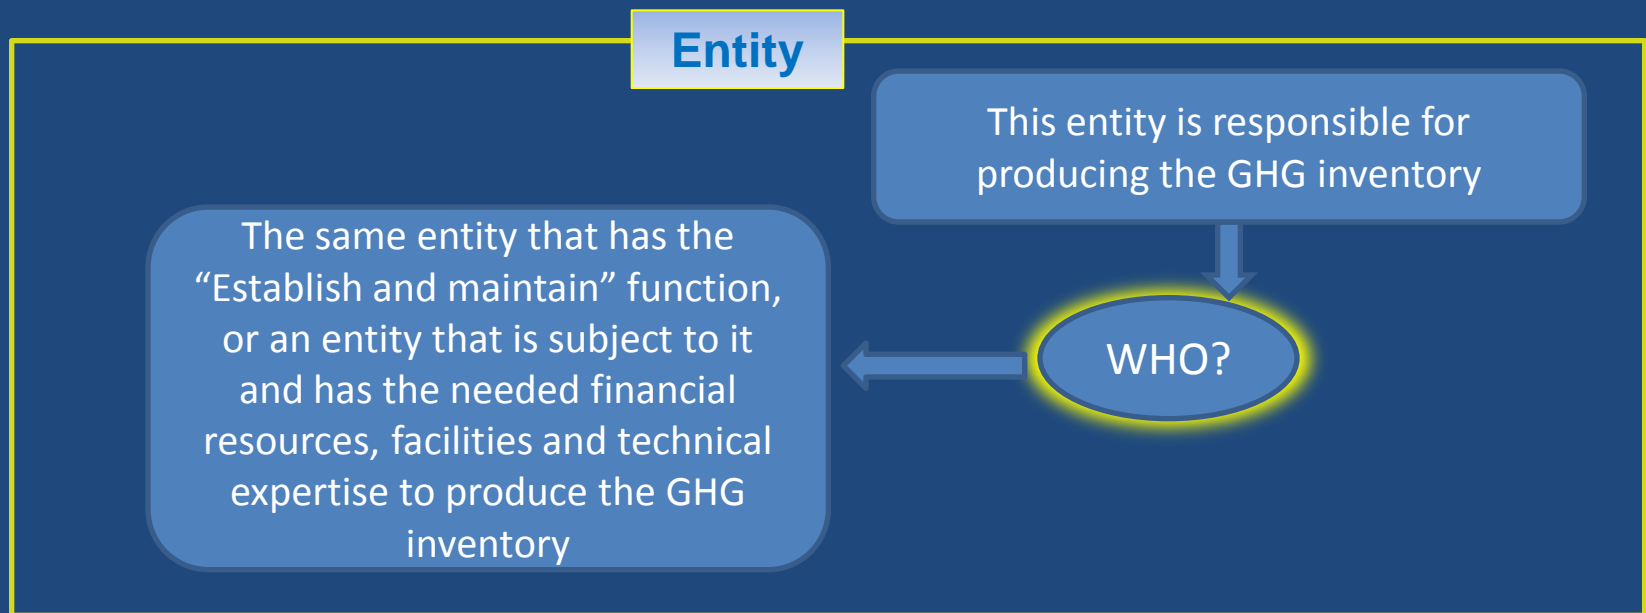 Entity
This entity is responsible for
producing the GHG inventory
WHO?
The same entity that has the
“Establish and maintain” function,
or an entity that is subject to it
and has the needed financial
resources, facilities and technical
expertise to produce the GHG
inventory